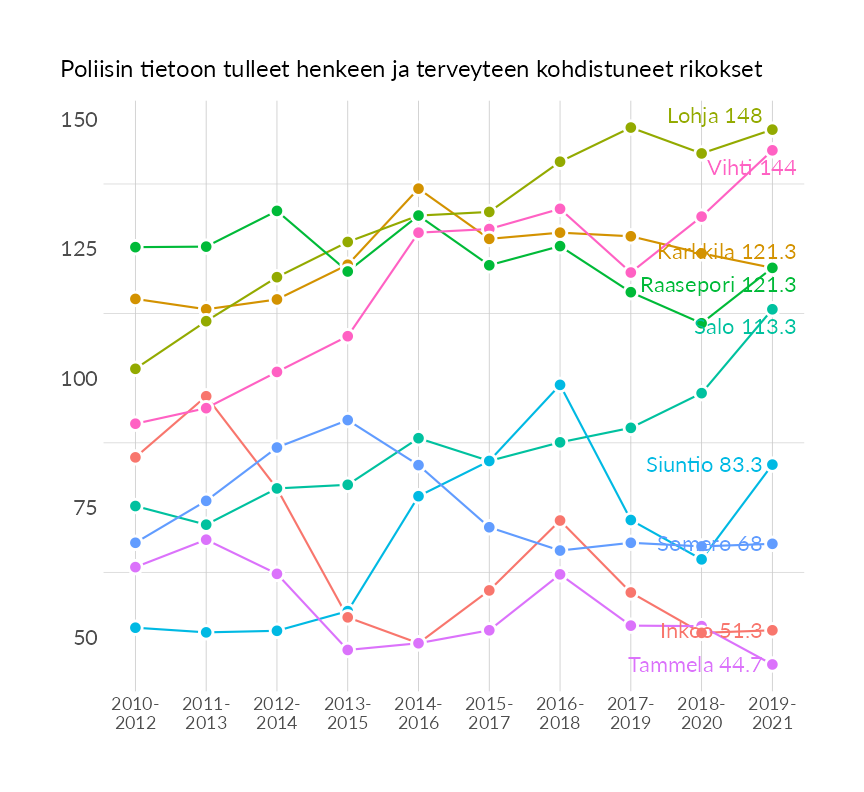 Poliisin tietoon tulleet henkeen ja terveyteen kohdistuneet rikokset
150
125
100
75
50
Lohja 148
Vihti 144
Karkkila 121.3
Raasepori 121.3
Salo 113.3
Siuntio 83.3
Somero 68
Inkoo 51.3
Tammela 44.7
2010-
2012
2011-
2013
2012-
2014
2013-
2015
2014-
2016
2015-
2017
2016-
2018
2017-
2019
2018-
2020
2019-
2021